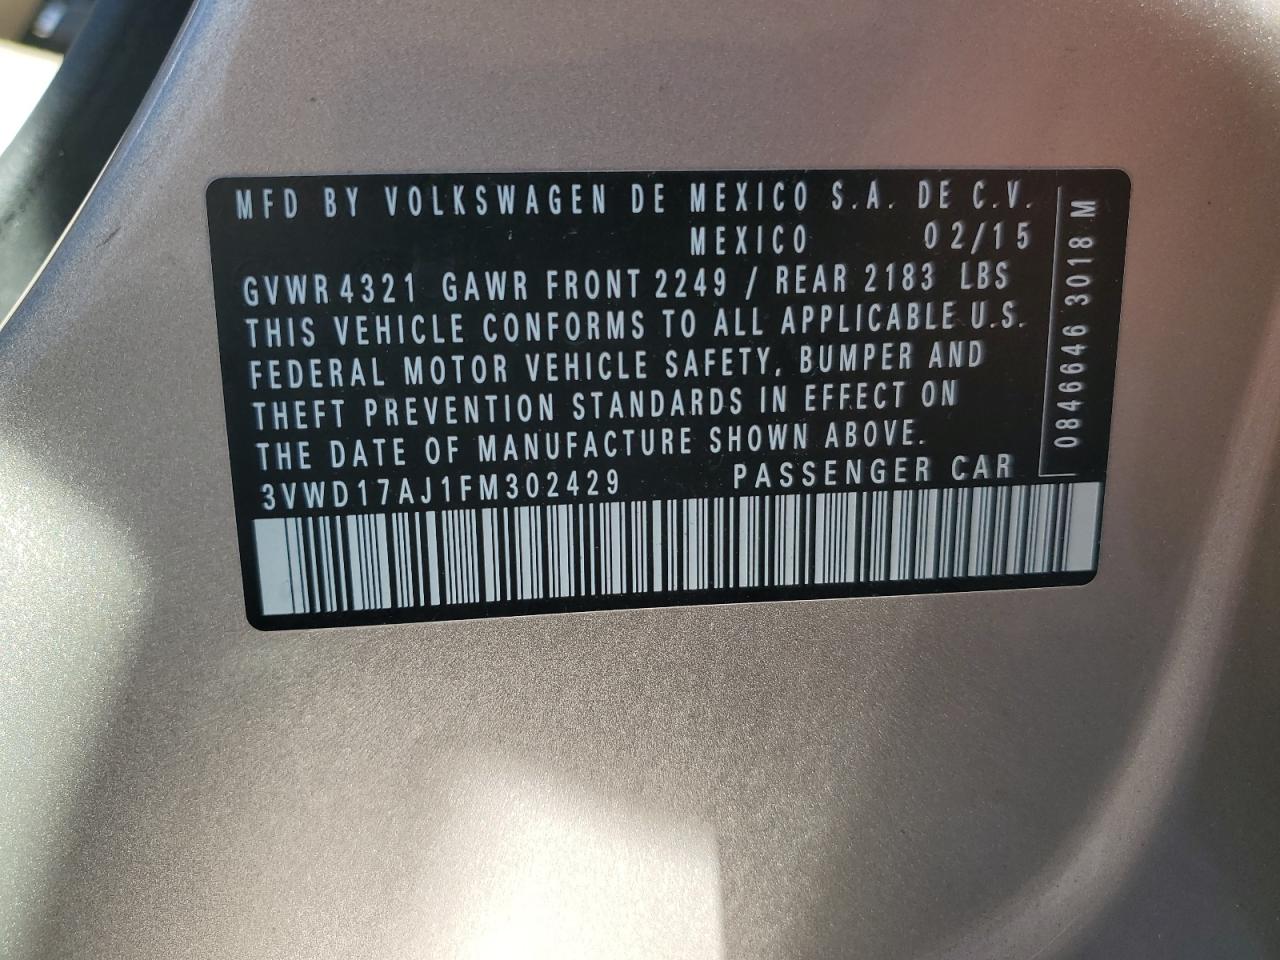 MFD BY VOLKSWAGEN DE MEXICO S.A. DE C.V.
MEXICO 02/15
GVWR 4321 GAWR FRONT 2249 / REAR 2183 LBS
THIS VEHICLE CONFORMS TO ALL APPLICABLE U.S.
FEDERAL MOTOR VEHICLE SAFETY, BUMPER AND
THEFT PREVENTION STANDARDS IN EFFECT ON
THE DATE OF MANUFACTURE SHOWN ABOVE.
3VWD17AJ1FM302429 PASSENGER CAR
0846646 3018 M